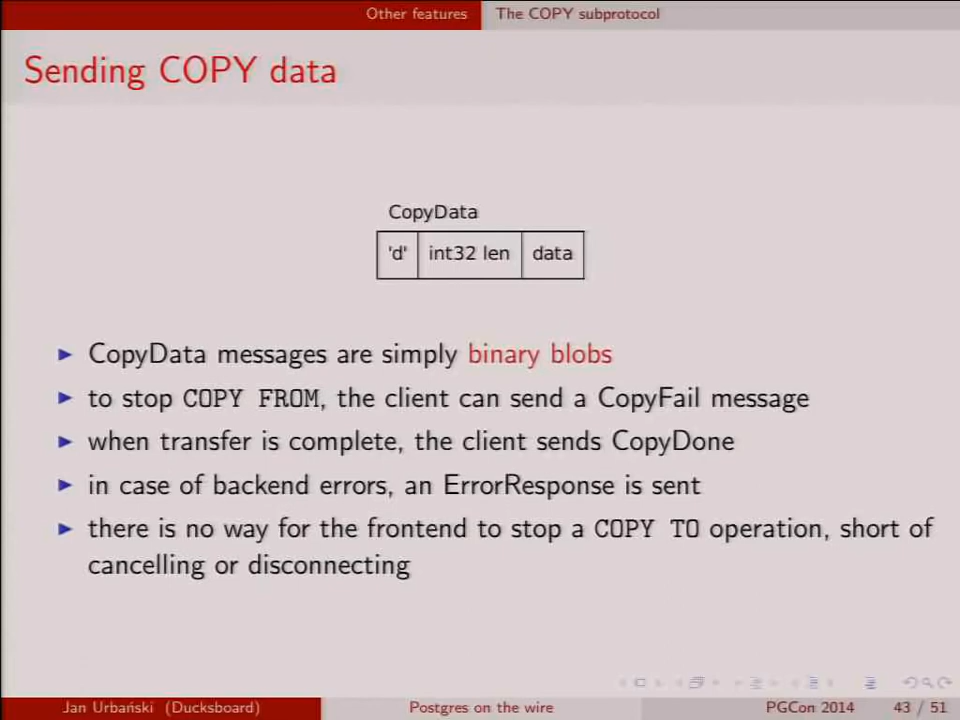 Other features The COPY subprotocol
Sending COPY data
CopyData
'd' int32 len data
CopyData messages are simply binary blobs
to stop COPY FROM, the client can send a CopyFail message
when transfer is complete, the client sends CopyDone
in case of backend errors, an ErrorResponse is sent
there is no way for the frontend to stop a COPY TO operation, short of
cancelling or disconnecting
Jan Urbański (Ducksboard) Postgres on the wire PGCon 2014 43 / 51